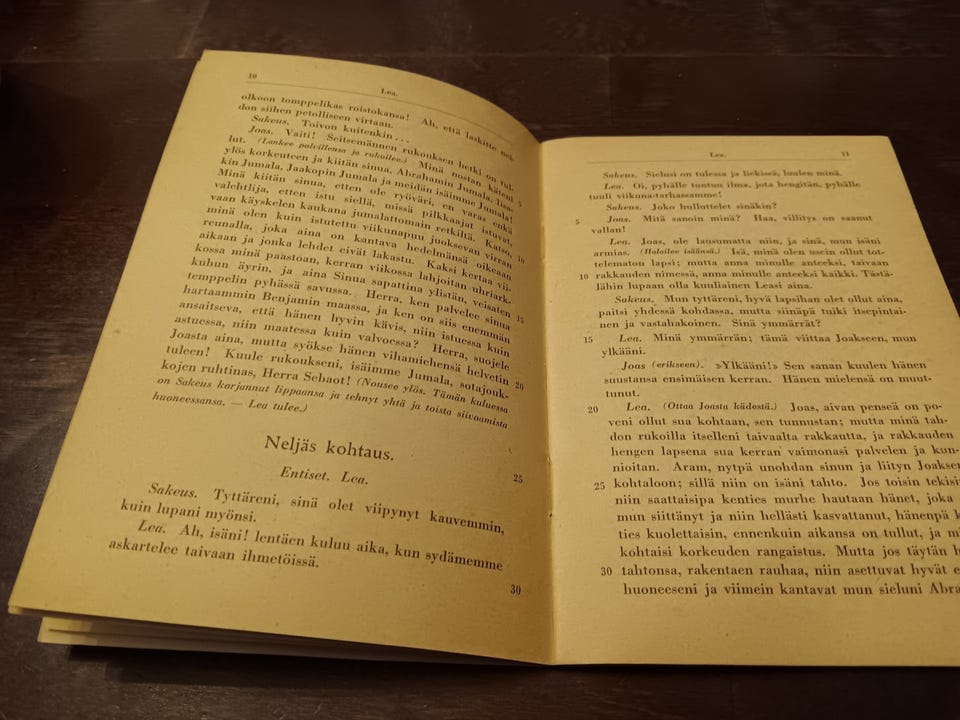 10
Lea.
olkoon tomppelikas roistokansa! Ah, että laskitte
don siihen petolliseen virtaan.
Sakeus. Toivon kuitenkin...
Joas. Vaiti! Seitsemännen rukouksen hetki on tul-
lut. (Lankee polvillensa ja rukoilee.) Minä nostan käteni
ylös korkeuteen ja kiitän sinua, Abrahamin Jumala, Iisa- 5
kin Jumala, Jaakopin Jumala ja meidän isäimme Jumala!
Minä kiitän sinua, etten ole ryöväri, en varas enkä
valehtlija, etten istu siellä, missä pilkkaajat istuvat,
vaan käyskelen kaukana jumalattomain retkiltä. Katso,
minä olen kuin istutettu viikunapuu juoksevan virran
reunalla, joka aina on kantava hedelmänsä oikeaan 10
aikaan ja jonka lehdet eivät lakastu. Kaksi kertaa vii-
kossa minä paastoan, kerran viikossa lahjoitan uhriark-
kuhun äyrin, ja aina Sinua sapattina ylistän, veisaten
temppelin pyhässä savussa. Herra, ken palvelee sinua
hartaammin Benjamin maassa, ja ken on siis enemmän 15
ansaitseva, että hänen hyvin kävis, niin istuessa kuin
astuessa, niin maatessa kuin valvoessa? Herra, suojele
Joasta aina, mutta syökse hänen vihamiehensä helvetin
tuleen! Kuule rukoukseni, isäimme Jumala, sotajouk-
kojen ruhtinas, Herra Sebaot! (Nousee ylös. Tämän kuluessa 20
on Sakeus korjannut lippaansa ja tehnyt yhtä ja toista siivoamista
huoneessansa. — Lea tulee.)
Neljäs kohtaus.
Entiset. Lea. 25
Sakeus. Tyttäreni, sinä olet viipynyt kauvemmin,
kuin lupani myönsi.
Lea. Ah, isäni! lentäen kuluu aika, kun sydämemme
askartelee taivaan ihmetöissä.
30
Lea.
11
Sakeus. Sielusi on tulessa ja liekissä, luulen minä.
Lea. Oi, pyhälle tuntun ilma, jota hengitän, pyhälle
tuuli viikuna-tarhassamme!
Sakeus. Joko hulluttelet sinäkin?
5 Joas. Mitä sanoin minä? Haa, villitys on saanut
vallan!
Lea. Joas, ole lausumatta niin, ja sinä, mun isäni
armias. (Halailee isäänsä.) Isä, minä olen usein ollut tot-
telematon lapsi; mutta anna minulle anteeksi, taivaan
10 rakkauden nimessä, anna minulle anteeksi kaikki. Tästä-
lähin lupaan olla kuuliainen Leasi aina.
Sakeus. Mun tyttäreni, hyvä lapsihan olet ollut aina,
paitsi yhdessä kohdassa, mutta siinäpä tuiki itsepintai-
nen ja vastahakoinen. Sinä ymmärrät?
15 Lea. Minä ymmärrän; tämä viittaa Joakseen, mun
ylkääni.
Joas (erikseen). »Ylkääni!» Sen sanan kuulen hänen
suustansa ensimäisen kerran. Hänen mielensä on muut-
tunut.
20 Lea. (Ottaa Joasta kädestä.) Joas, aivan penseä on po-
veni ollut sua kohtaan, sen tunnustan; mutta minä tah-
don rukoilla itselleni taivaalta rakkautta, ja rakkauden
hengen lapsena sua kerran vaimonasi palvelen ja kun-
nioitan. Aram, nytpä unohdan sinun ja liityn Joaksen
25 kohtaloon; sillä niin on isäni tahto. Jos toisin tekisi
niin saattaisipa kenties murhe hautaan hänet, joka
mun siittänyt ja niin hellästi kasvattanut, hänenpä k
ties kuolettaisin, ennenkuin aikansa on tullut, ja m
kohtaisi korkeuden rangaistus. Mutta jos täytän h
30 tahtonsa, rakentaen rauhaa, niin asettuvat hyvät e
huoneeseni ja viimein kantavat mun sieluni Abra